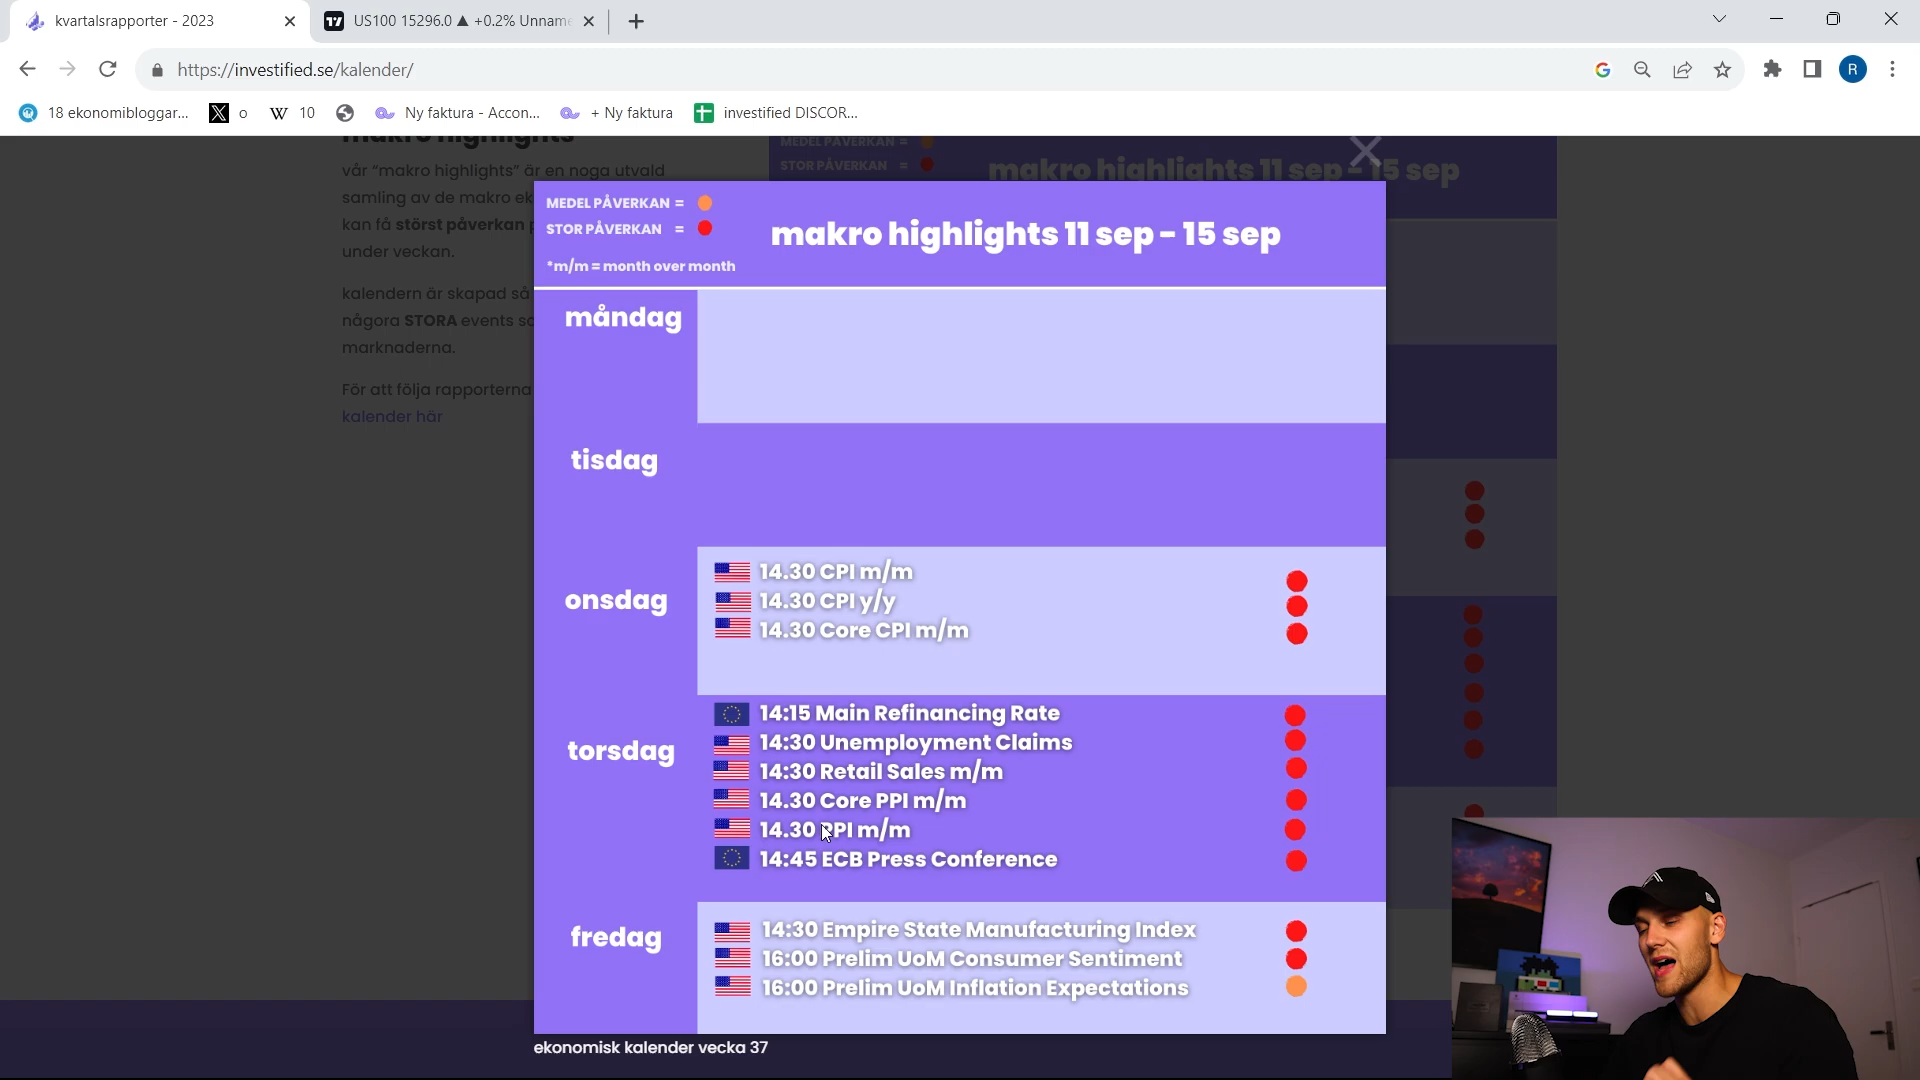 kvartalsrapporter - 2023
US100 15296.0 ▲ +0.2% Unname
https://investified.se/kalender/
R
18 ekonomibloggar...
o
W 10
Ny faktura - Accon...
+ Ny faktura
investified DISCOR...
makro highlights
vår "makro highlights" är en noga utvald
samling av de makro ek
kan få störst påverkan p
under veckan.
kalendern är skapad så
några STORA events so
marknaderna.
För att följa rapporterna
kalender här
MEDEL PÅVERKAN =
STOR PÅVERKAN =
makro highlights 11 sep - 15 sep
MEDEL PÅVERKAN =
STOR PÅVERKAN =
*m/m = month over month
makro highlights 11 sep - 15 sep
måndag
tisdag
onsdag
14.30 CPI m/m
14.30 CPI y/y
14.30 Core CPI m/m
torsdag
14:15 Main Refinancing Rate
14:30 Unemployment Claims
14:30 Retail Sales m/m
14.30 Core PPI m/m
14.30 PPI m/m
14:45 ECB Press Conference
fredag
14:30 Empire State Manufacturing Index
16:00 Prelim UoM Consumer Sentiment
16:00 Prelim UoM Inflation Expectations
ekonomisk kalender vecka 37